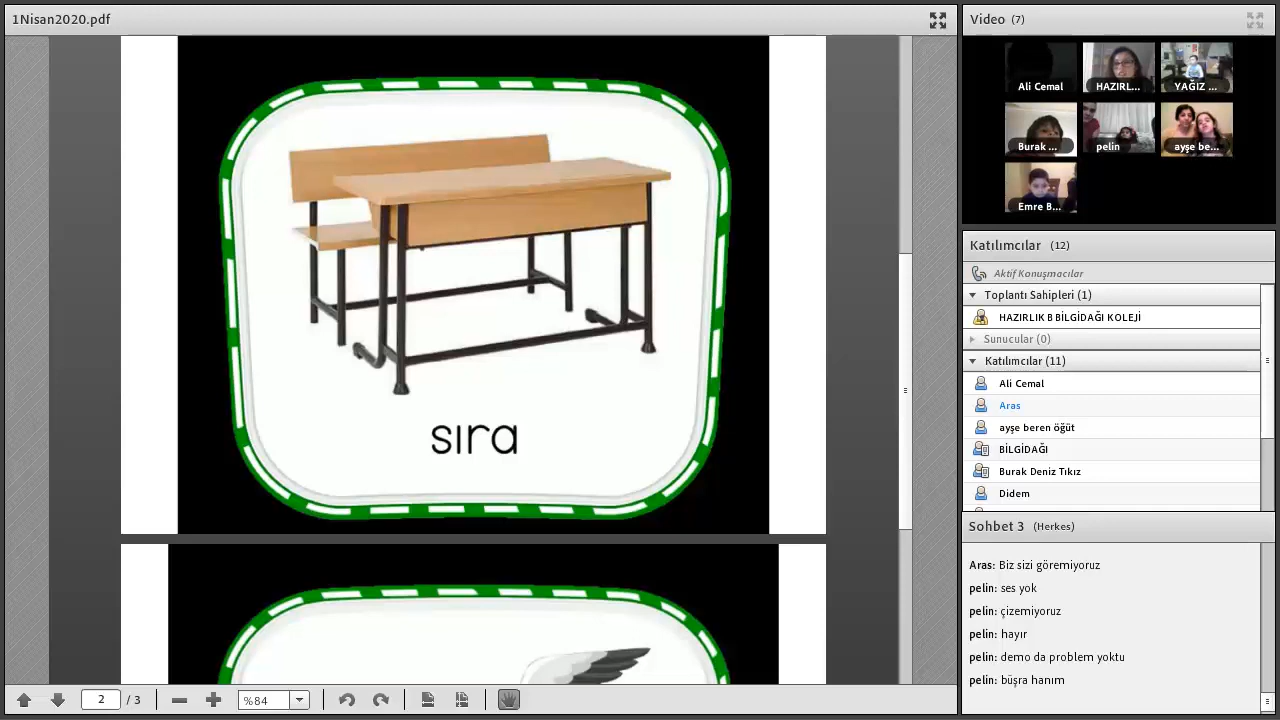 1Nisan2020.pdf
sıra
2 / 3
%84
Video (7)
Ali Cemal
HAZIRL...
YAĞIZ ...
Burak ...
pelin
ayşe be...
Emre B...
Katılımcılar (12)
Aktif Konuşmacılar
Toplantı Sahipleri (1)
HAZIRLIK B BİLGİDAĞI KOLEJİ
Sunucular (0)
Katılımcılar (11)
Ali Cemal
Aras
ayşe beren öğüt
BİLGİDAĞI
Burak Deniz Tıkız
Didem
Sohbet 3 (Herkes)
Aras: Biz sizi göremiyoruz
pelin: ses yok
pelin: çizemiyoruz
pelin: hayır
pelin: demo da problem yoktu
pelin: büşra hanım